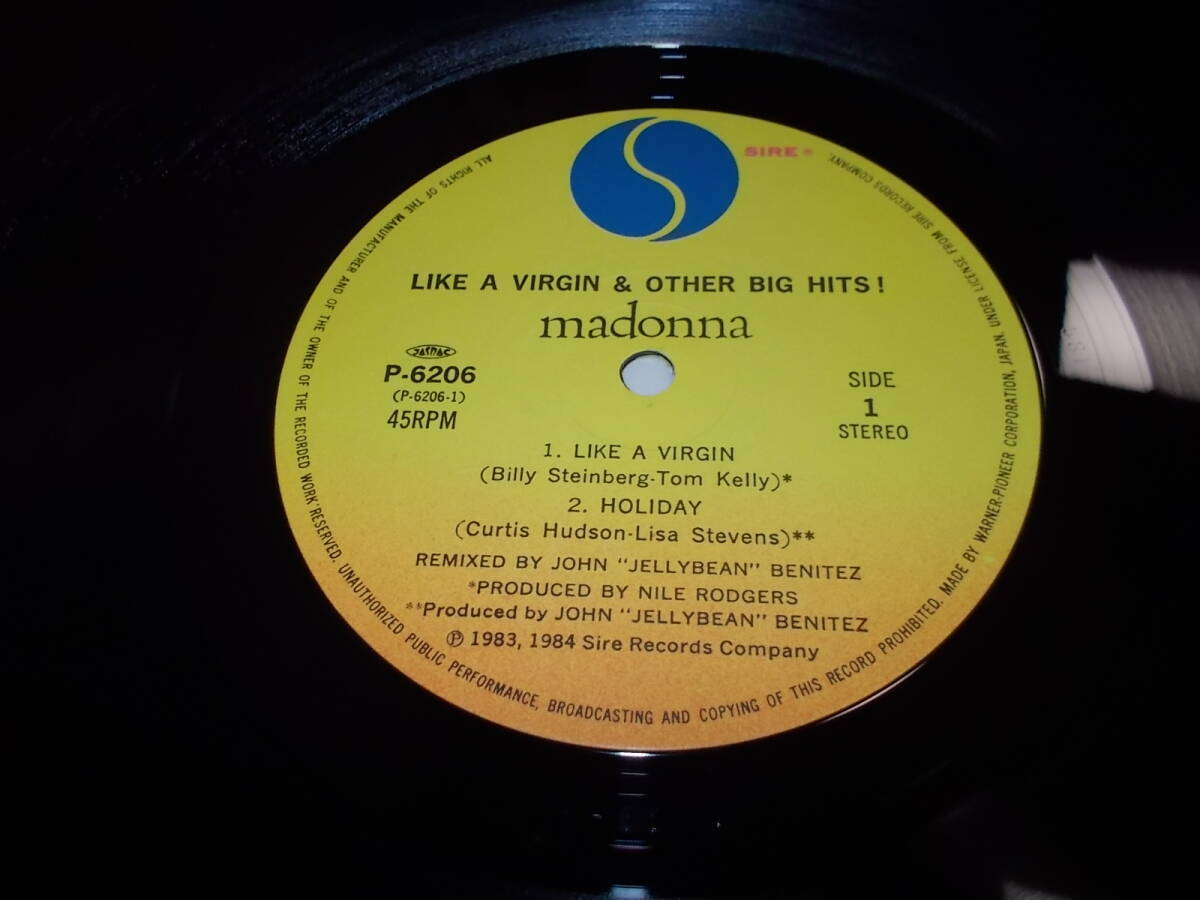 SIRE
LIKE A VIRGIN & OTHER BIG HITS!
madonna
JASRAC
P-6206
(P-6206-1)
45RPM
SIDE
1
STEREO
1. LIKE A VIRGIN
(Billy Steinberg-Tom Kelly)*
2. HOLIDAY
(Curtis Hudson-Lisa Stevens)**
REMIXED BY JOHN "JELLYBEAN" BENITEZ
*PRODUCED BY NILE RODGERS
**Produced by JOHN "JELLYBEAN" BENITEZ
Ⓟ 1983, 1984 Sire Records Company
ALL RIGHTS OF THE MANUFACTURER AND OF THE OWNER OF THE RECORDED WORK RESERVED. UNAUTHORIZED PUBLIC PERFORMANCE, BROADCASTING AND COPYING OF THIS RECORD PROHIBITED. MADE BY WARNER-PIONEER CORPORATION, JAPAN. UNDER LICENSE FROM SIRE RECORDS COMPANY.